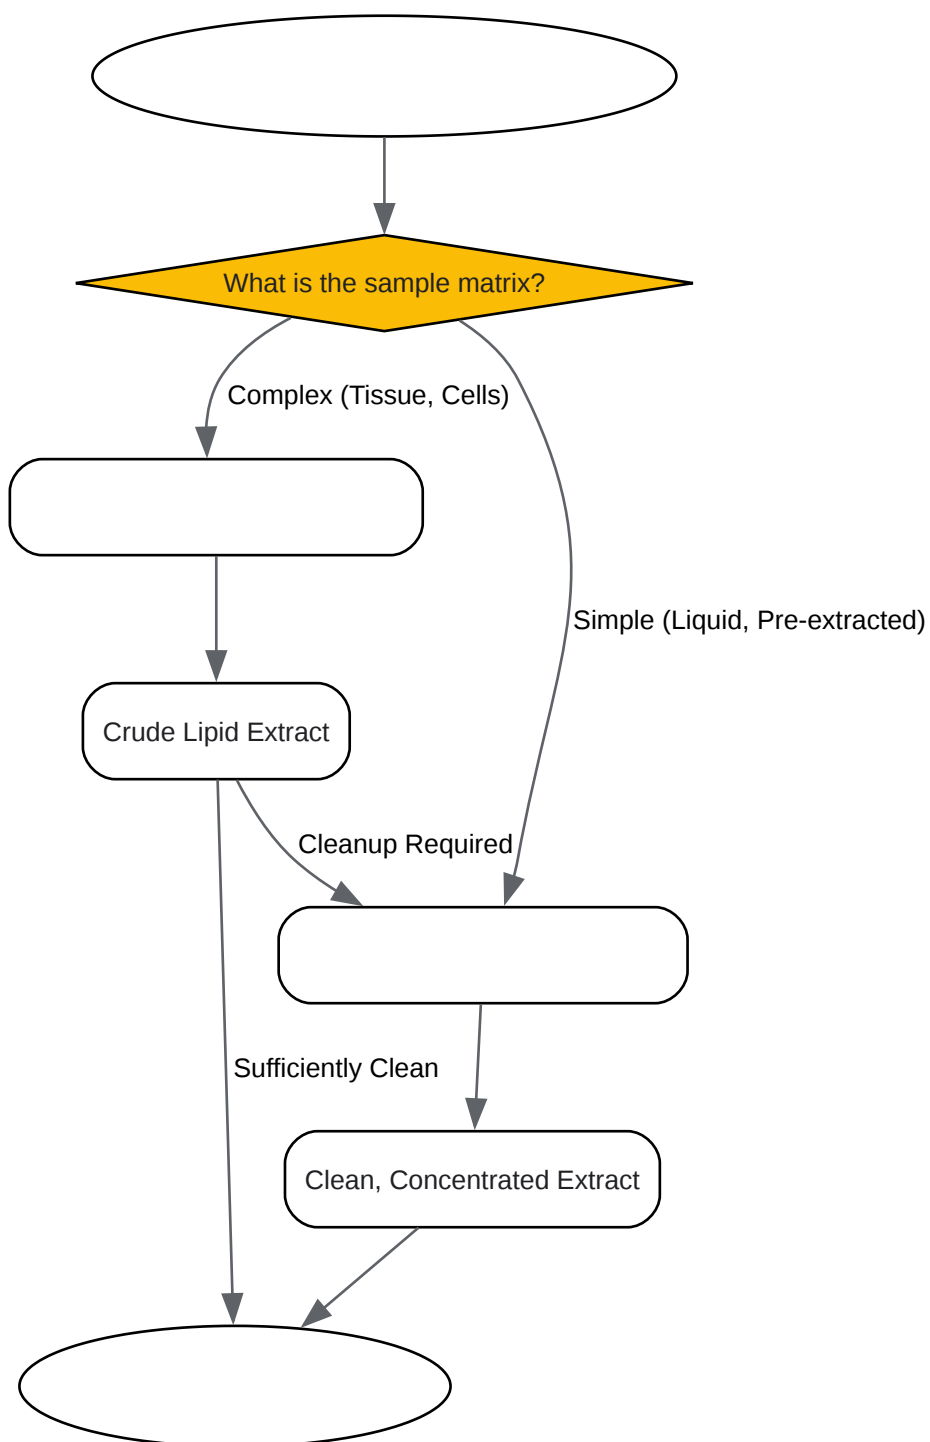 What is the sample matrix?
Complex (Tissue, Cells)
Simple (Liquid, Pre-extracted)
Crude Lipid Extract
Cleanup Required
Sufficiently Clean
Clean, Concentrated Extract